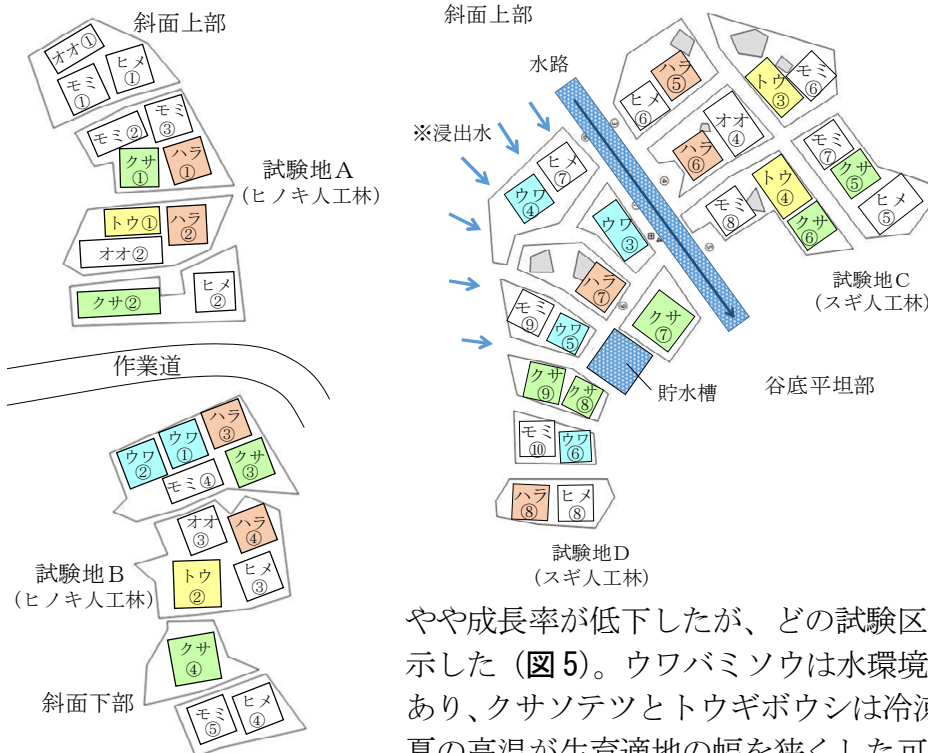 斜面上部
オオ①
モミ①
ヒメ①
モミ②
モミ③
クサ①
ハラ①
試験地A
(ヒノキ人工林)
トウ①
ハラ②
オオ②
クサ②
ヒメ②
作業道
ウワ②
ウワ①
ハラ③
クサ③
モミ④
オオ③
ハラ④
試験地B
(ヒノキ人工林)
トウ②
ヒメ③
クサ④
斜面下部
モミ⑤
ヒメ④
斜面上部
水路
※浸出水
ヒメ⑥
ハラ⑤
トウ③
モミ⑥
オオ④
ハラ⑥
モミ⑦
クサ⑤
ヒメ⑤
トウ④
モミ⑧
クサ⑥
試験地C
(スギ人工林)
ヒメ⑦
ウワ④
ウワ③
ハラ⑦
モミ⑨
ウワ⑤
クサ⑦
クサ⑨
クサ⑧
貯水槽
谷底平坦部
モミ⑩
ウワ⑥
ハラ⑧
ヒメ⑧
試験地D
(スギ人工林)
やや成長率が低下したが、どの試験区
示した（図5）。ウワバミソウは水環境
あり、クサソテツとトウギボウシは冷涼